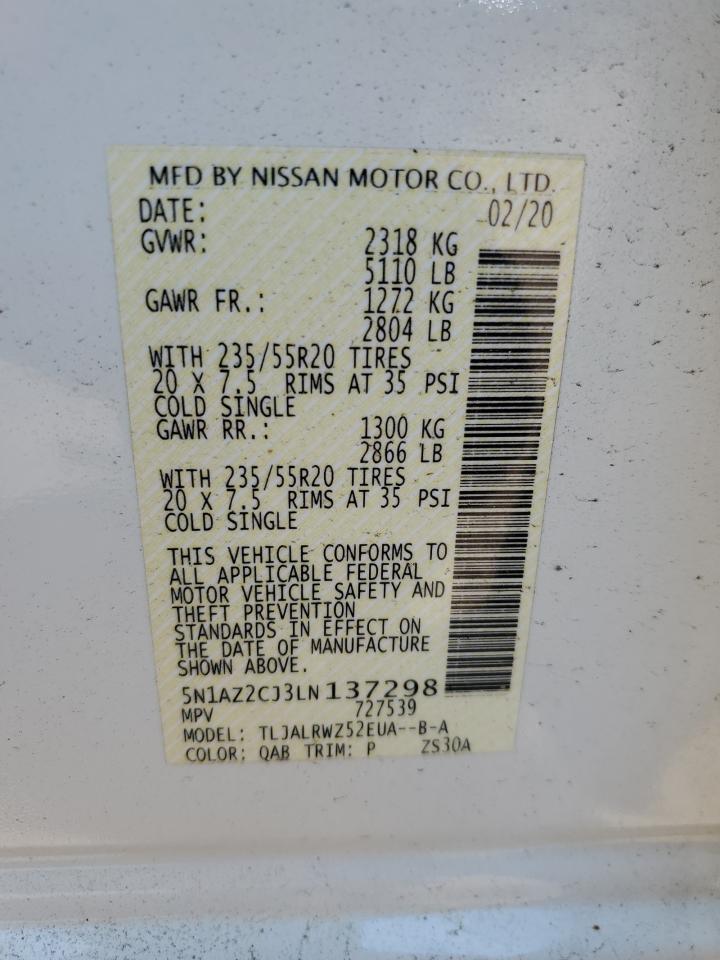 MFD BY NISSAN MOTOR CO., LTD.
DATE: 02/20
GVWR: 2318 KG
5110 LB
GAWR FR.: 1272 KG
2804 LB
WITH 235/55R20 TIRES
20 X 7.5 RIMS AT 35 PSI
COLD SINGLE
GAWR RR.: 1300 KG
2866 LB
WITH 235/55R20 TIRES
20 X 7.5 RIMS AT 35 PSI
COLD SINGLE
THIS VEHICLE CONFORMS TO
ALL APPLICABLE FEDERAL
MOTOR VEHICLE SAFETY AND
THEFT PREVENTION
STANDARDS IN EFFECT ON
THE DATE OF MANUFACTURE
SHOWN ABOVE.
5N1AZ2CJ3LN137298
MPV 727539
MODEL: TLJALRWZ52EUA--B-A
COLOR: QAB TRIM: P ZS30A